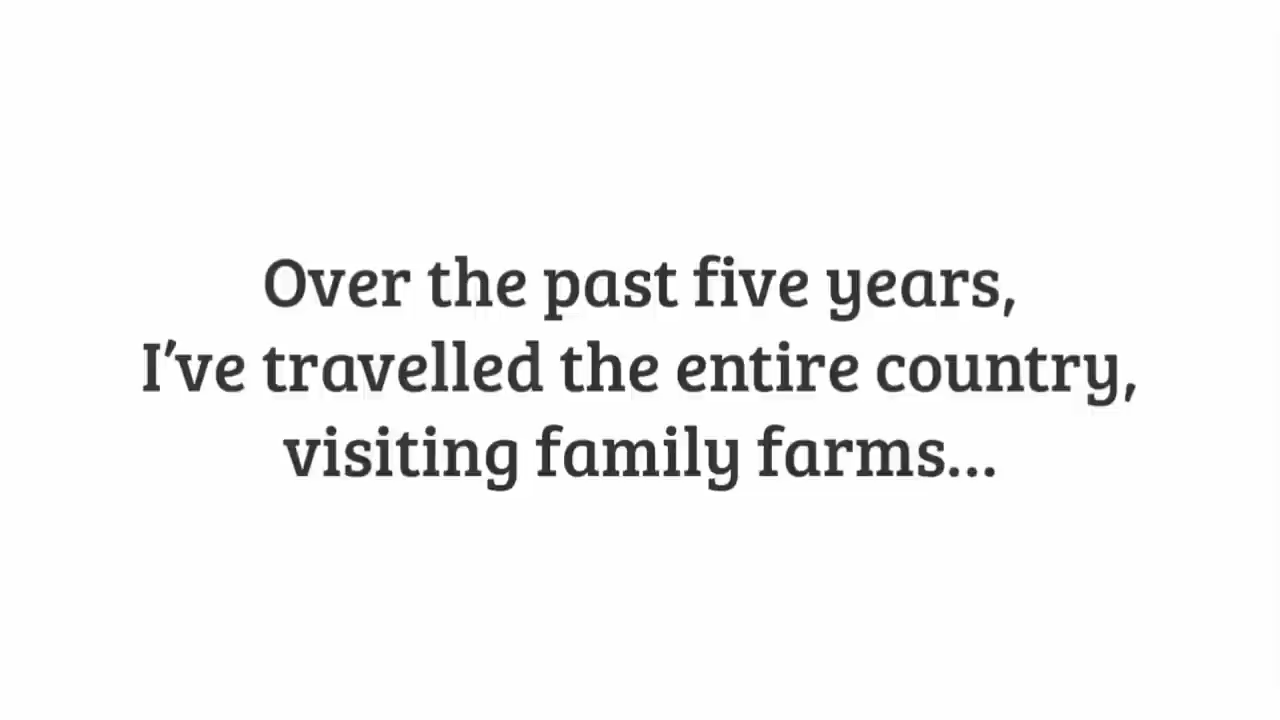 Over the past five years,
I’ve travelled the entire country,
visiting family farms...